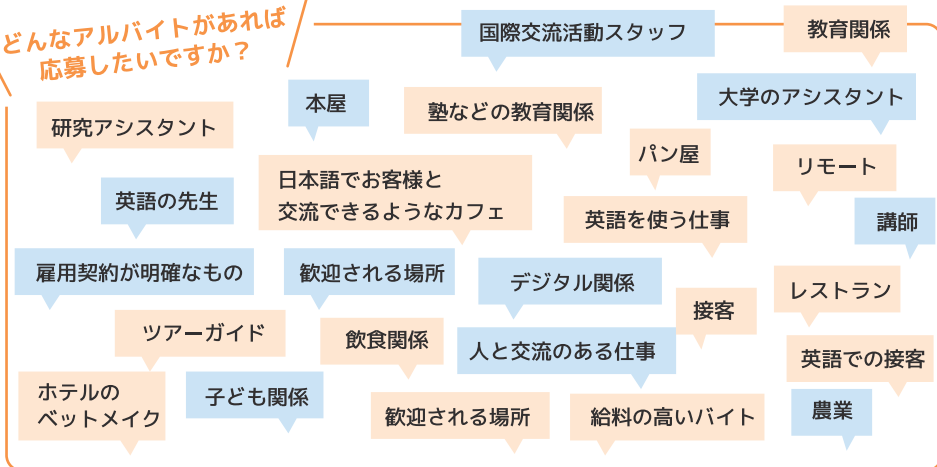 どんなアルバイトがあれば
応募したいですか？
国際交流活動スタッフ
教育関係
本屋
塾などの教育関係
大学のアシスタント
研究アシスタント
パン屋
リモート
日本語でお客様と
交流できるようなカフェ
英語の先生
英語を使う仕事
講師
雇用契約が明確なもの
歓迎される場所
デジタル関係
レストラン
接客
ツアーガイド
飲食関係
人と交流のある仕事
英語での接客
ホテルの
ベットメイク
子ども関係
歓迎される場所
給料の高いバイト
農業